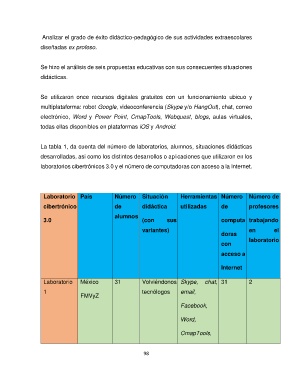 Analizar el grado de éxito didáctico-pedagógico de sus actividades extraescolares
diseñadas ex profeso.
Se hizo el análisis de seis propuestas educativas con sus consecuentes situaciones
didácticas.
Se utilizaron once recursos digitales gratuitos con un funcionamiento ubicuo y
multiplataforma: robot Google, videoconferencia (Skype y/o HangOut), chat, correo
electrónico, Word y Power Point, CmapTools, Webquest, blogs, aulas virtuales,
todas ellas disponibles en plataformas iOS y Android.
La tabla 1, da cuenta del número de laboratorios, alumnos, situaciones didácticas
desarrolladas, así como los distintos desarrollos o aplicaciones que utilizaron en los
laboratorios cibertrónicos 3.0 y el número de computadoras con acceso a la Internet.
Laboratorio cibertrónico 3.0
País
Número de alumnos
Situación didáctica (con sus variantes)
Herramientas utilizadas
Número de computadoras con acceso a Internet
Número de profesores trabajando en el laboratorio
Laboratorio 1
México FMVyZ
31
Volviéndonos tecnólogos
Skype, chat, email, Facebook, Word, CmapTools,
31
2
98